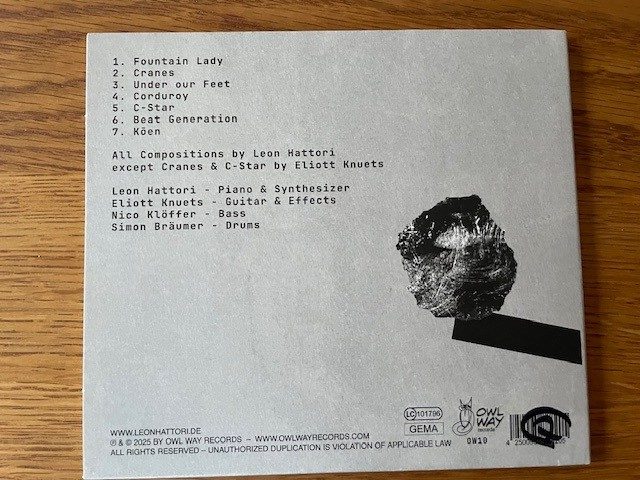 1. Fountain Lady
2. Cranes
3. Under our Feet
4. Corduroy
5. C-Star
6. Beat Generation
7. Köen
All Compositions by Leon Hattori
except Cranes & C-Star by Eliott Knuets
Leon Hattori - Piano & Synthesizer
Eliott Knuets - Guitar & Effects
Nico Klöffer - Bass
Simon Bräumer - Drums
WWW.LEONHATTORI.DE
℗ & © 2025 BY OWL WAY RECORDS ~ WWW.OWLWAYRECORDS.COM
ALL RIGHTS RESERVED – UNAUTHORIZED DUPLICATION IS VIOLATION OF APPLICABLE LAW
LC 101796
GEMA
OWL
WAY
records
OW10